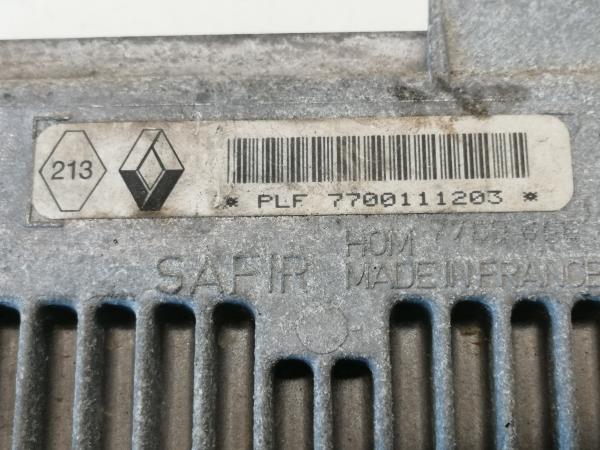 213
* PLF 7700111203 *
HOM
SAFIR MADE IN FRANCE